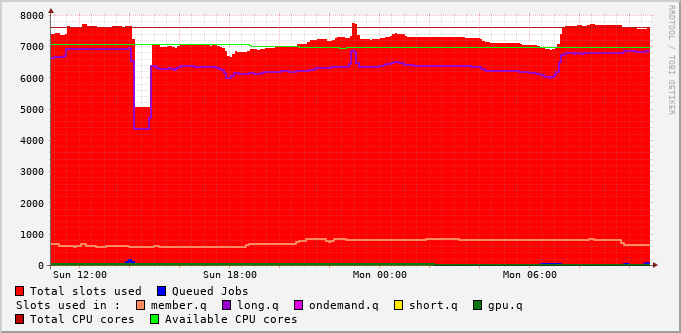 8000
7000
6000
5000
4000
3000
2000
1000
0
Sun 12:00 Sun 18:00 Mon 00:00 Mon 06:00
Total slots used Queued Jobs
Slots used in : member.q long.q ondemand.q short.q gpu.q
Total CPU cores Available CPU cores
RRDTOOL / TOBI OETIKER